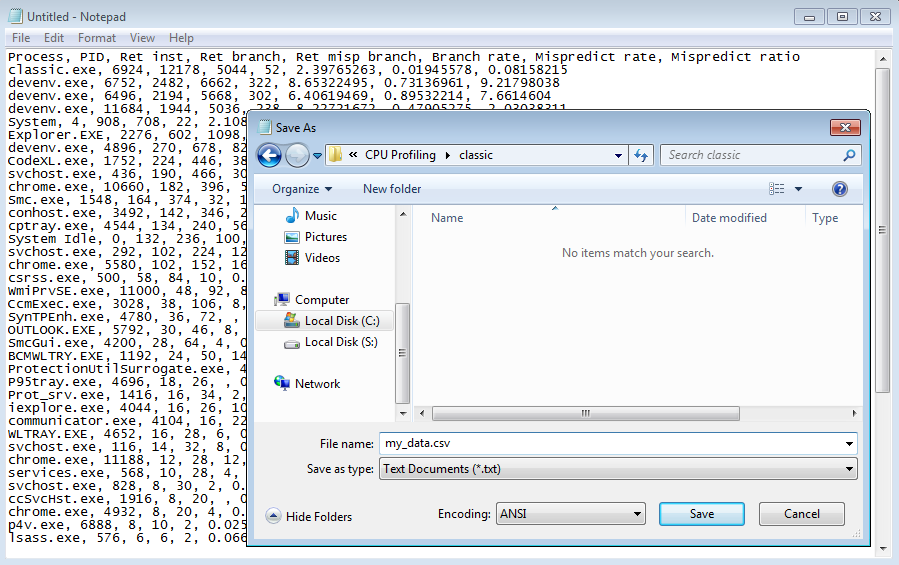 Untitled - Notepad
File Edit Format View Help
Process, PID, Ret inst, Ret branch, Ret misp branch, Branch rate, Mispredict rate, Mispredict ratio
classic.exe, 6924, 12178, 5044, 52, 2.39765263, 0.01945578, 0.08158215
devenv.exe, 6752, 2482, 6662, 322, 8.65322495, 0.73136961, 9.21798038
devenv.exe, 6496, 2194, 5668, 302, 6.40619469, 0.89532214, 7.6614604
devenv.exe, 11684, 1944, 5036, 238, 8.22721672, 0.47905275, 2.03038311
System, 4, 908, 708, 22, 2.108
Explorer.EXE, 2276, 602, 1098,
devenv.exe, 4896, 270, 678, 82
CodeXL.exe, 1752, 224, 446, 38
svchost.exe, 436, 190, 466, 30
chrome.exe, 10660, 182, 396, 5
Smc.exe, 1548, 164, 374, 32, 1
conhost.exe, 3492, 142, 346, 2
cptray.exe, 4544, 134, 240, 56
System Idle, 0, 132, 236, 100,
svchost.exe, 292, 102, 224, 12
chrome.exe, 5580, 102, 152, 16
csrss.exe, 500, 58, 84, 10, 0.
WmiPrvSE.exe, 11000, 48, 92, 8
CcmExec.exe, 3028, 38, 106, 8,
SynTPEnh.exe, 4780, 36, 72, ,
OUTLOOK.EXE, 5792, 30, 46, 8,
SmcGui.exe, 4200, 28, 64, 4, 0
BCMWLTRY.EXE, 1192, 24, 50, 14
ProtectionUtilSurrogate.exe, 4
P95tray.exe, 4696, 18, 26, , 0
Prot_srv.exe, 1416, 16, 34, 2,
iexplore.exe, 4044, 16, 26, 10
communicator.exe, 4104, 16, 22
WLTRAY.EXE, 4652, 16, 28, 6, 0
svchost.exe, 116, 14, 32, 8, 0
chrome.exe, 11188, 12, 28, 12,
services.exe, 568, 10, 28, 4,
svchost.exe, 828, 8, 30, 2, 0.
ccSvcHst.exe, 1916, 8, 20, , 0
chrome.exe, 4932, 8, 20, 4, 0.
p4v.exe, 6888, 8, 10, 2, 0.025
lsass.exe, 576, 6, 6, 2, 0.066
Save As
« CPU Profiling classic
Search classic
Organize New folder
Name Date modified Type
No items match your search.
Music
Pictures
Videos
Computer
Local Disk (C:)
Local Disk (S:)
Network
File name: my_data.csv
Save as type: Text Documents (*.txt)
Hide Folders Encoding: ANSI Save Cancel